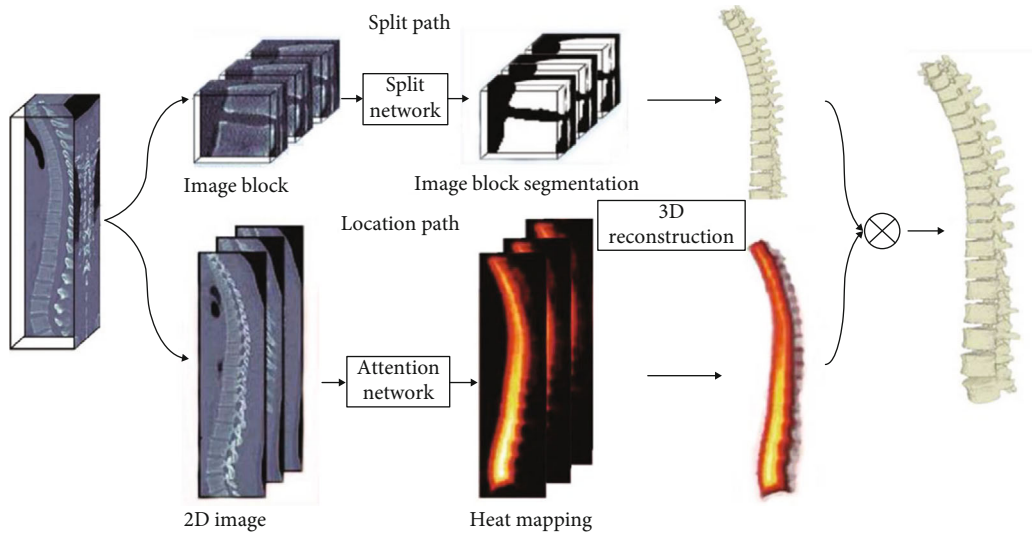 Split path
Split
network
Image block
Image block segmentation
Location path
3D
reconstruction
Attention
network
2D image
Heat mapping